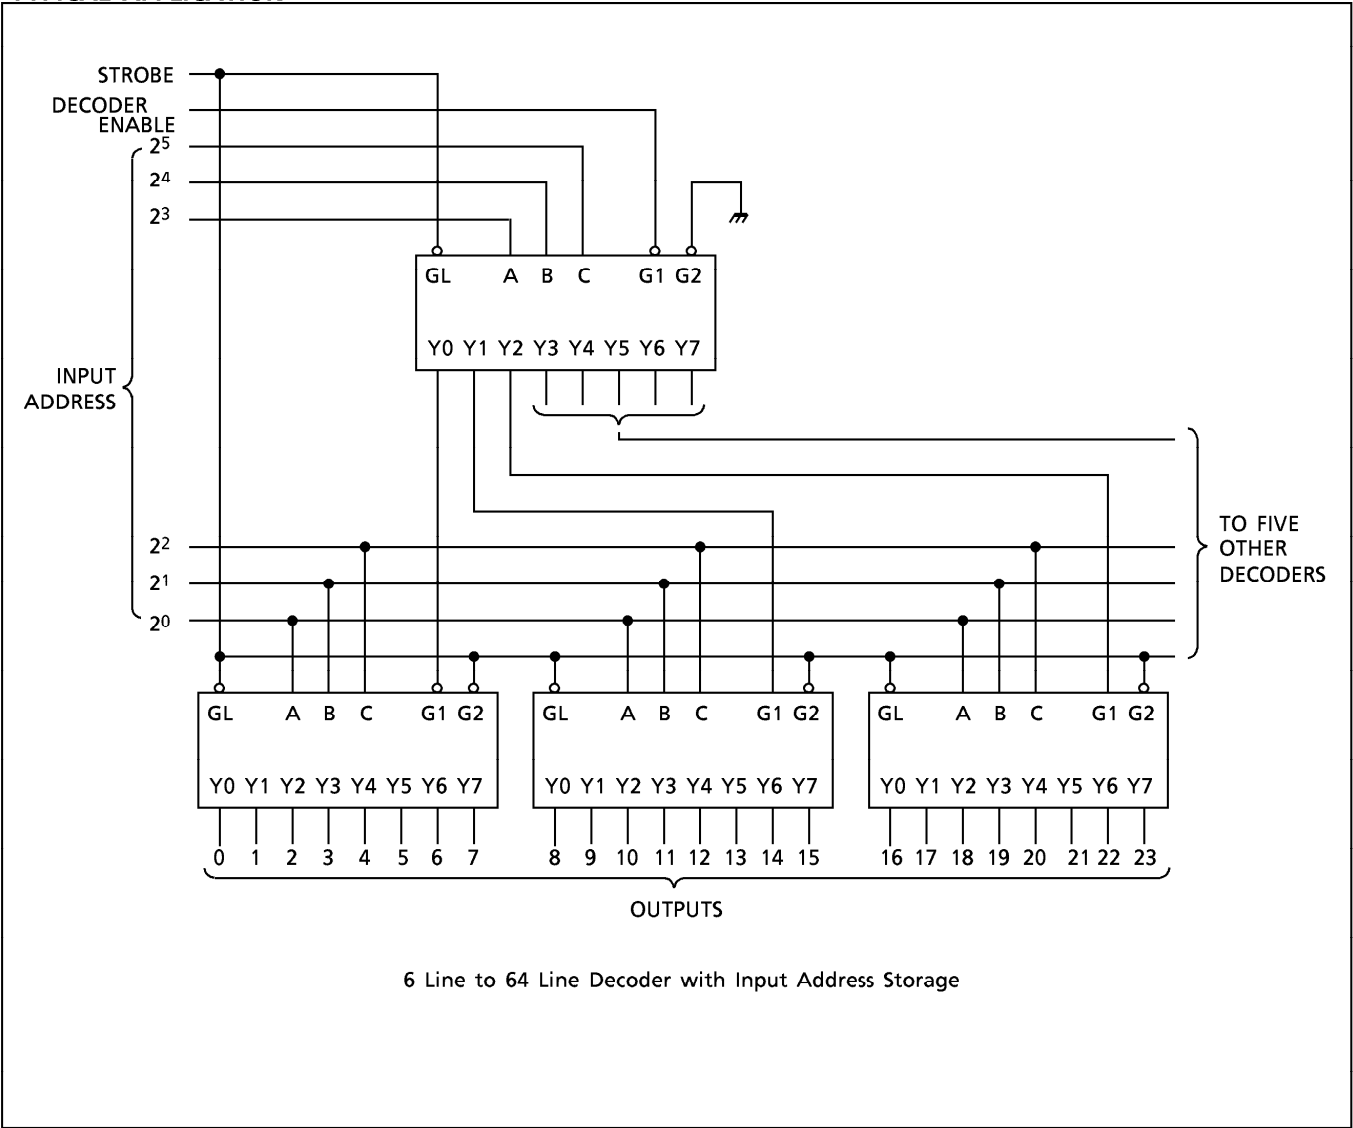 STROBE
DECODER
ENABLE
2⁵
2⁴
2³
GL A B C G1 G2
Y0 Y1 Y2 Y3 Y4 Y5 Y6 Y7
INPUT
ADDRESS
TO FIVE
OTHER
DECODERS
2²
2¹
2⁰
GL A B C G1 G2 GL A B C G1 G2 GL A B C G1 G2
Y0 Y1 Y2 Y3 Y4 Y5 Y6 Y7 Y0 Y1 Y2 Y3 Y4 Y5 Y6 Y7 Y0 Y1 Y2 Y3 Y4 Y5 Y6 Y7
0 1 2 3 4 5 6 7 8 9 10 11 12 13 14 15 16 17 18 19 20 21 22 23
OUTPUTS
6 Line to 64 Line Decoder with Input Address Storage